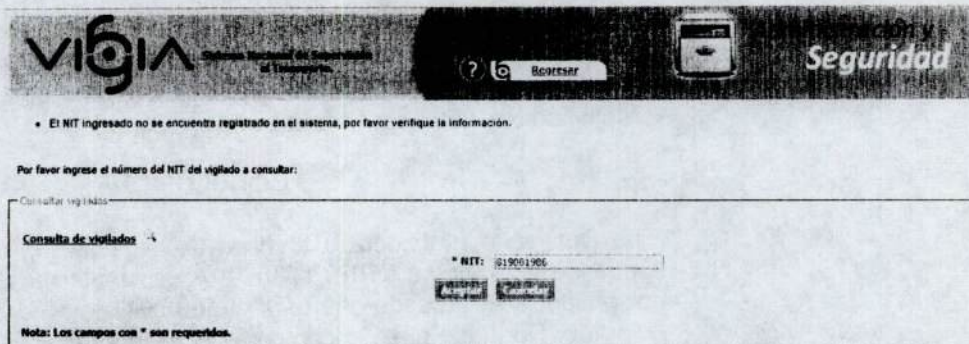 VIGIA
Regresar
Seguridad
• El NIT ingresado no se encuentra registrado en el sistema, por favor verifique la información.
Por favor ingrese el número del NIT del vigilado a consultar:
Consultar vigilados
Consulta de vigilados
* NIT:
Aceptar Cancelar
Nota: Los campos con * son requeridos.